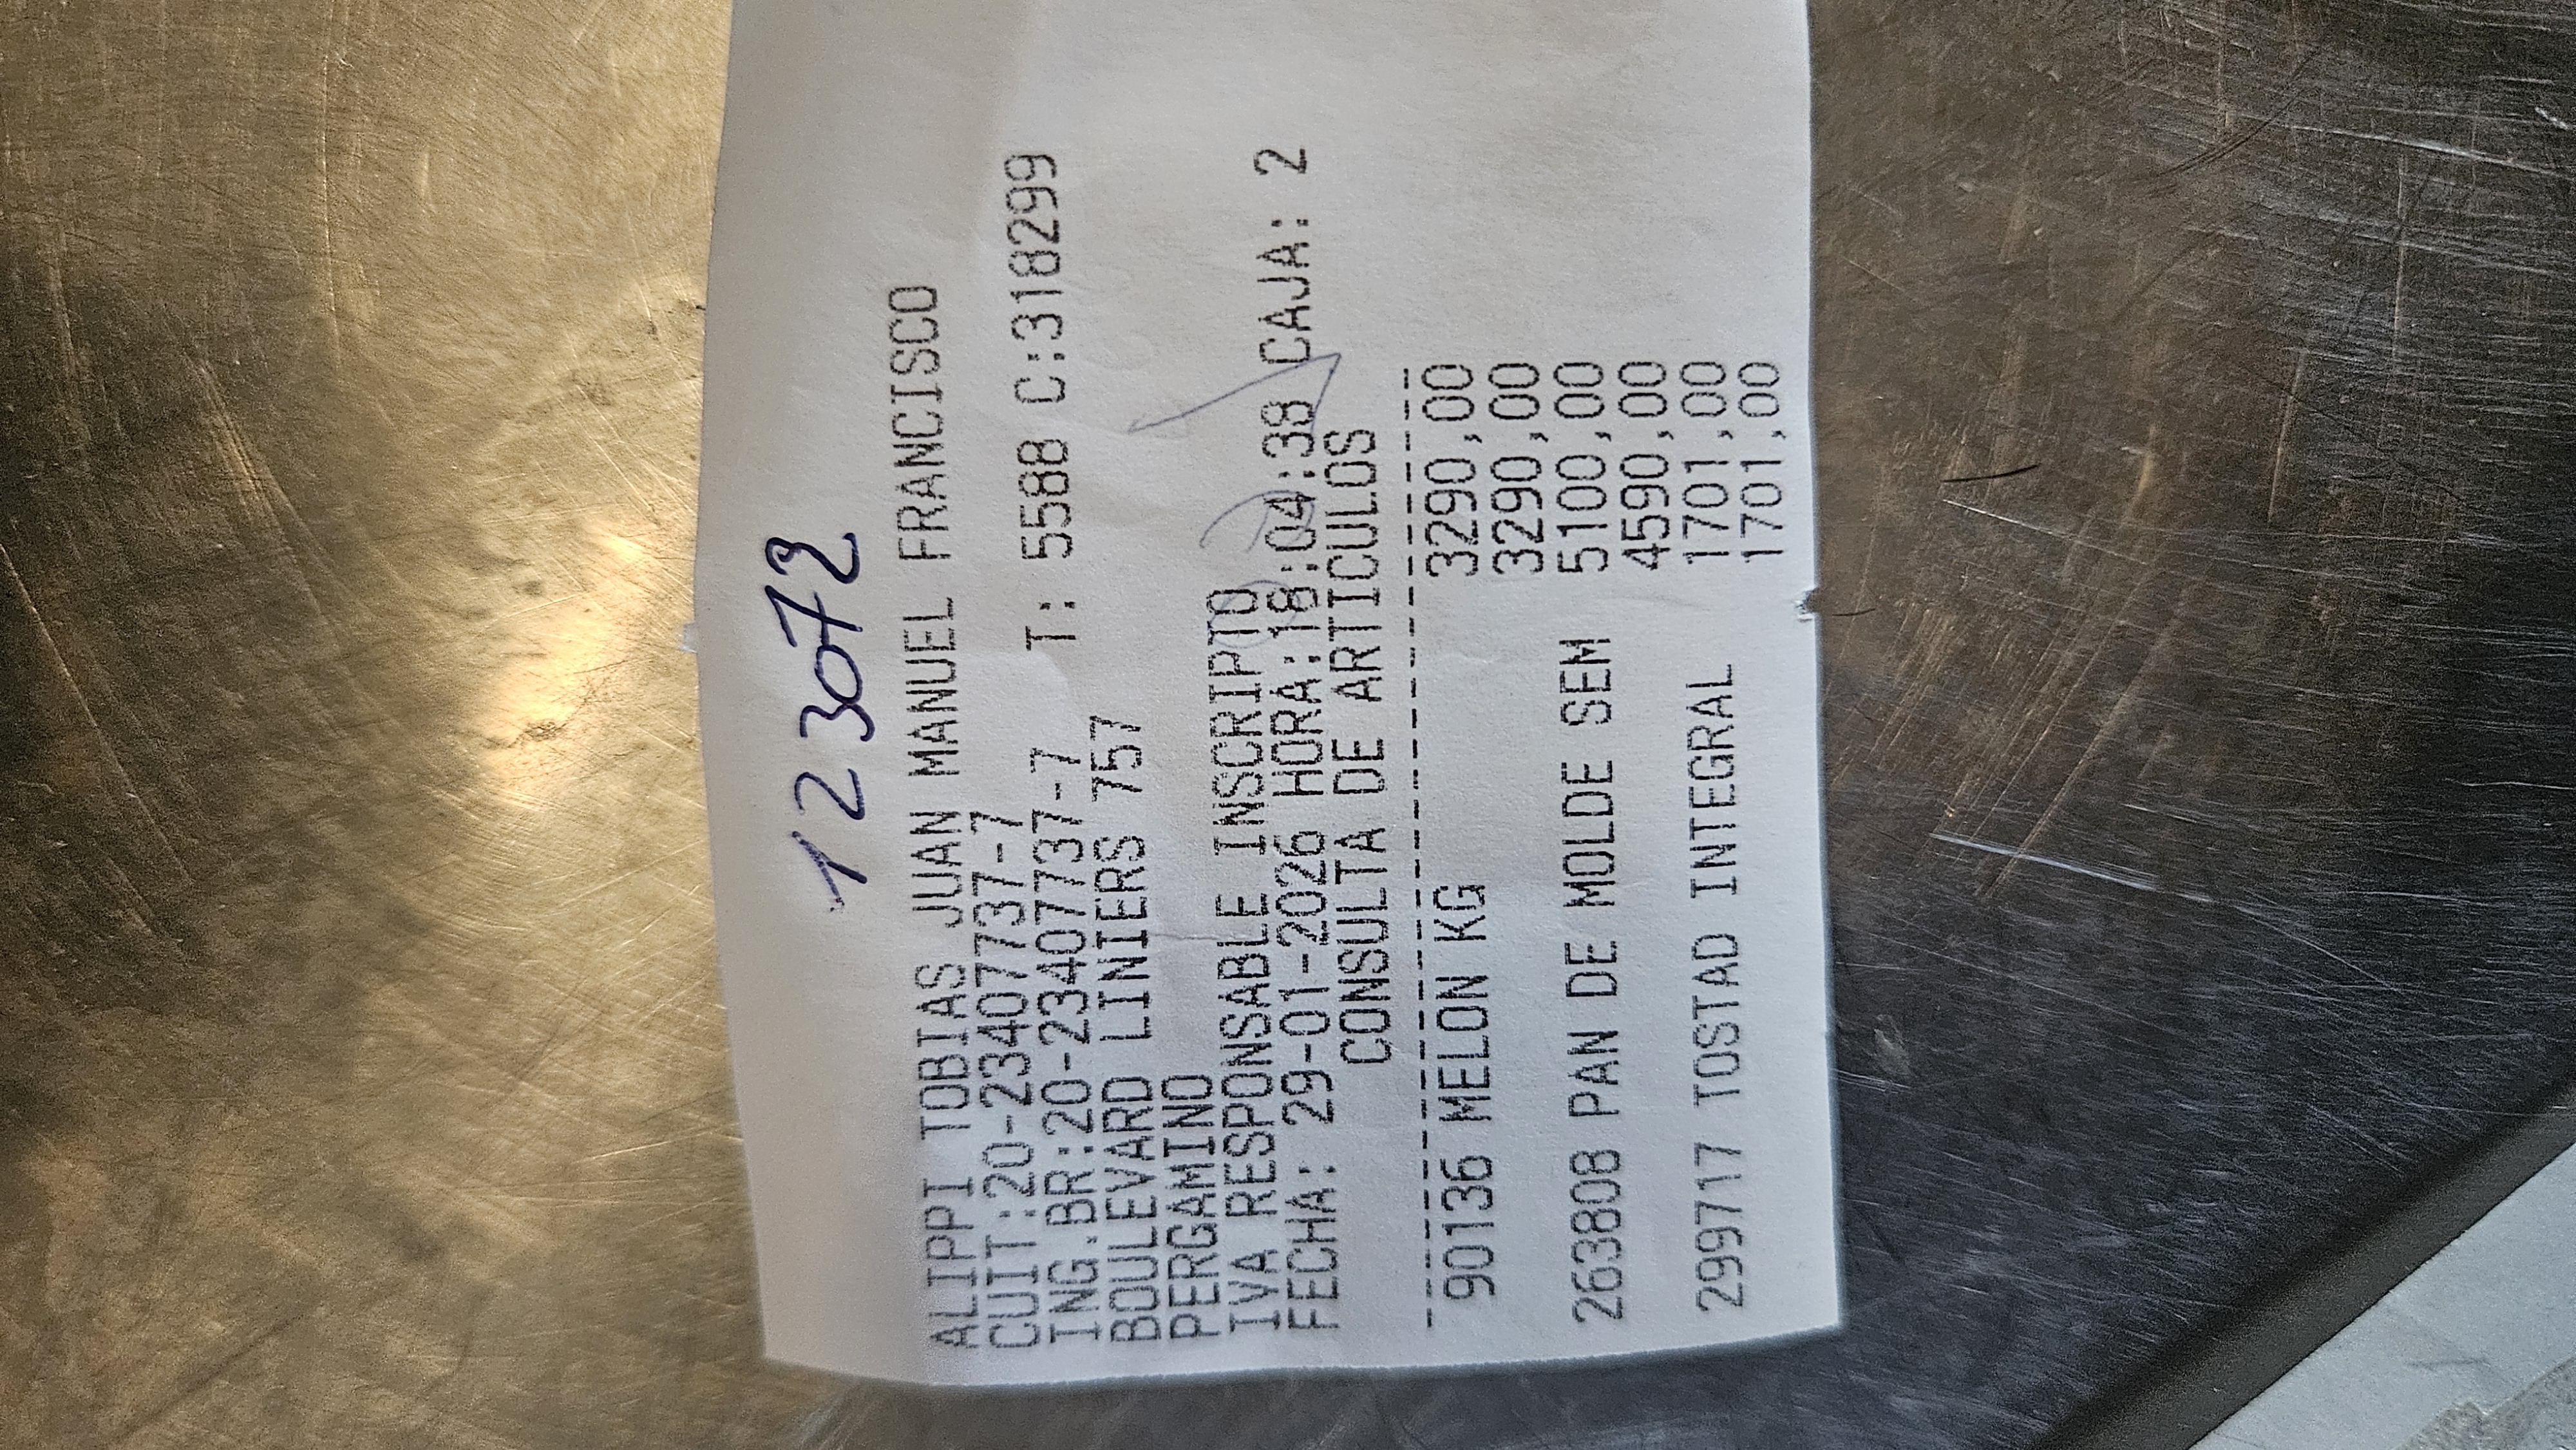 123072
ALIPPI TOBIAS JUAN MANUEL FRANCISCO
CUIT:20-23407737-7
ING.BR:20-23407737-7 T: 5588 C:318299
BOULEVARD LINIERS 757
PERGAMINO
IVA RESPONSABLE INSCRIPTO
FECHA: 29-01-2026 HORA:18:04:38 CAJA: 2
CONSULTA DE ARTICULOS
--------------------------------
90136 MELON KG 3290,00
3290,00
263808 PAN DE MOLDE SEM 5100,00
4590,00
299717 TOSTAD INTEGRAL 1701,00
1701,00